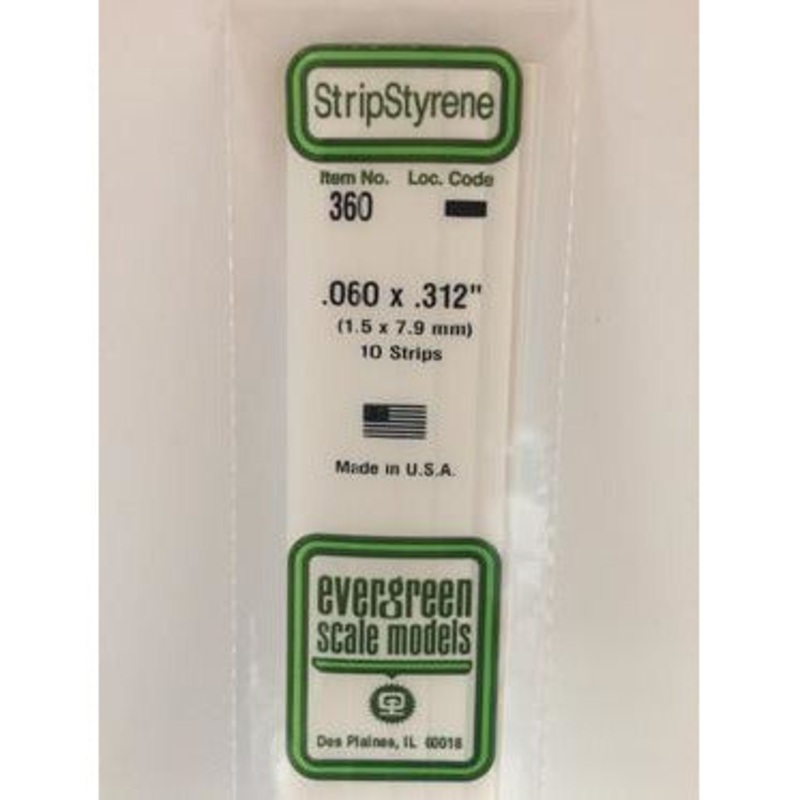 StripStyrene
Item No. Loc. Code
360
.060 x .312"
(1.5 x 7.9 mm)
10 Strips
Made in U.S.A.
evergreen
scale models
Des Plaines, IL 60018